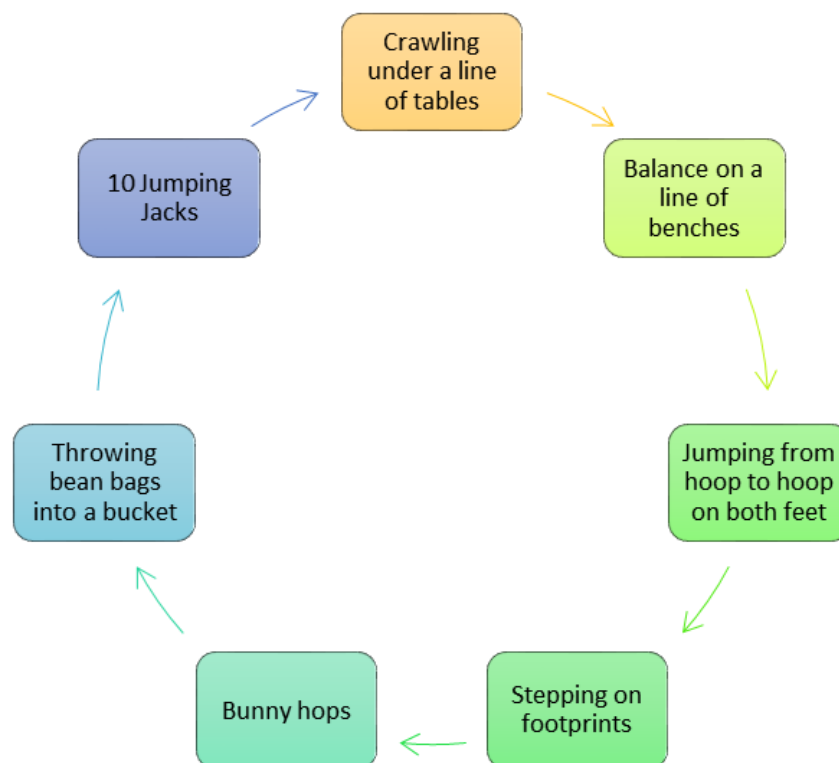 Crawling
under a line
of tables
Balance on a
line of
benches
Jumping from
hoop to hoop
on both feet
Stepping on
footprints
Bunny hops
Throwing
bean bags
into a bucket
10 Jumping
Jacks